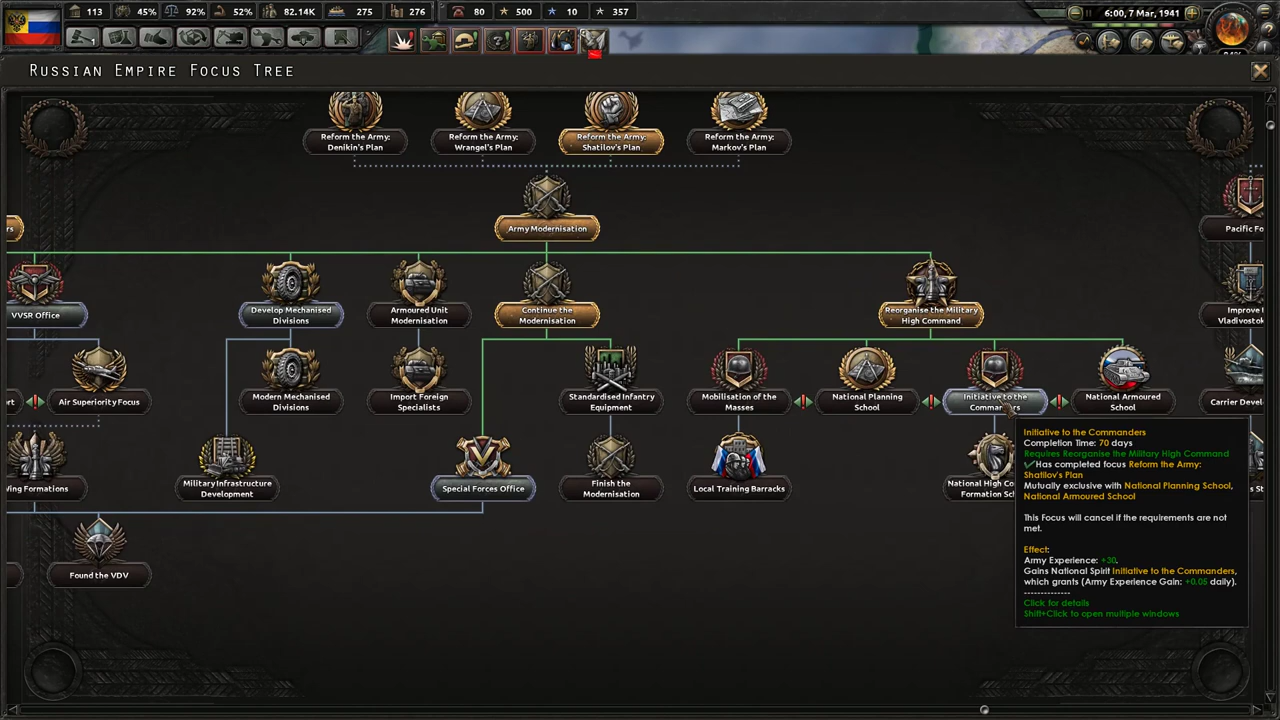 113 45% 92% 52% 82.14K 275 276 80 500 10 357 6:00, 7 Mar, 1941
Russian Empire Focus Tree
Reform the Army:
Denikin's Plan
Reform the Army:
Wrangel's Plan
Reform the Army:
Shatilov's Plan
Reform the Army:
Markov's Plan
Army Modernisation
Pacific Fo
VVSR Office
Develop Mechanised
Divisions
Armoured Unit
Modernisation
Continue the
Modernisation
Reorganise the Military
High Command
Improve
Vladivostok
Air Superiority Focus
Modern Mechanised
Divisions
Import Foreign
Specialists
Standardised Infantry
Equipment
Mobilisation of the
Masses
National Planning
School
Initiative to the
Commanders
National Armoured
School
Carrier Devel
Wing Formations
Military Infrastructure
Development
Special Forces Office
Finish the
Modernisation
Local Training Barracks
National High Co
Formation Sch
Found the VDV
Initiative to the Commanders
Completion Time: 70 days
Requires Reorganise the Military High Command
Has completed focus Reform the Army:
Shatilov's Plan
Mutually exclusive with National Planning School,
National Armoured School
This Focus will cancel if the requirements are not
met.
Effect:
Army Experience: +30.
Gains National Spirit Initiative to the Commanders,
which grants (Army Experience Gain: +0.05 daily).
--------------
Click for details
Shift+Click to open multiple windows